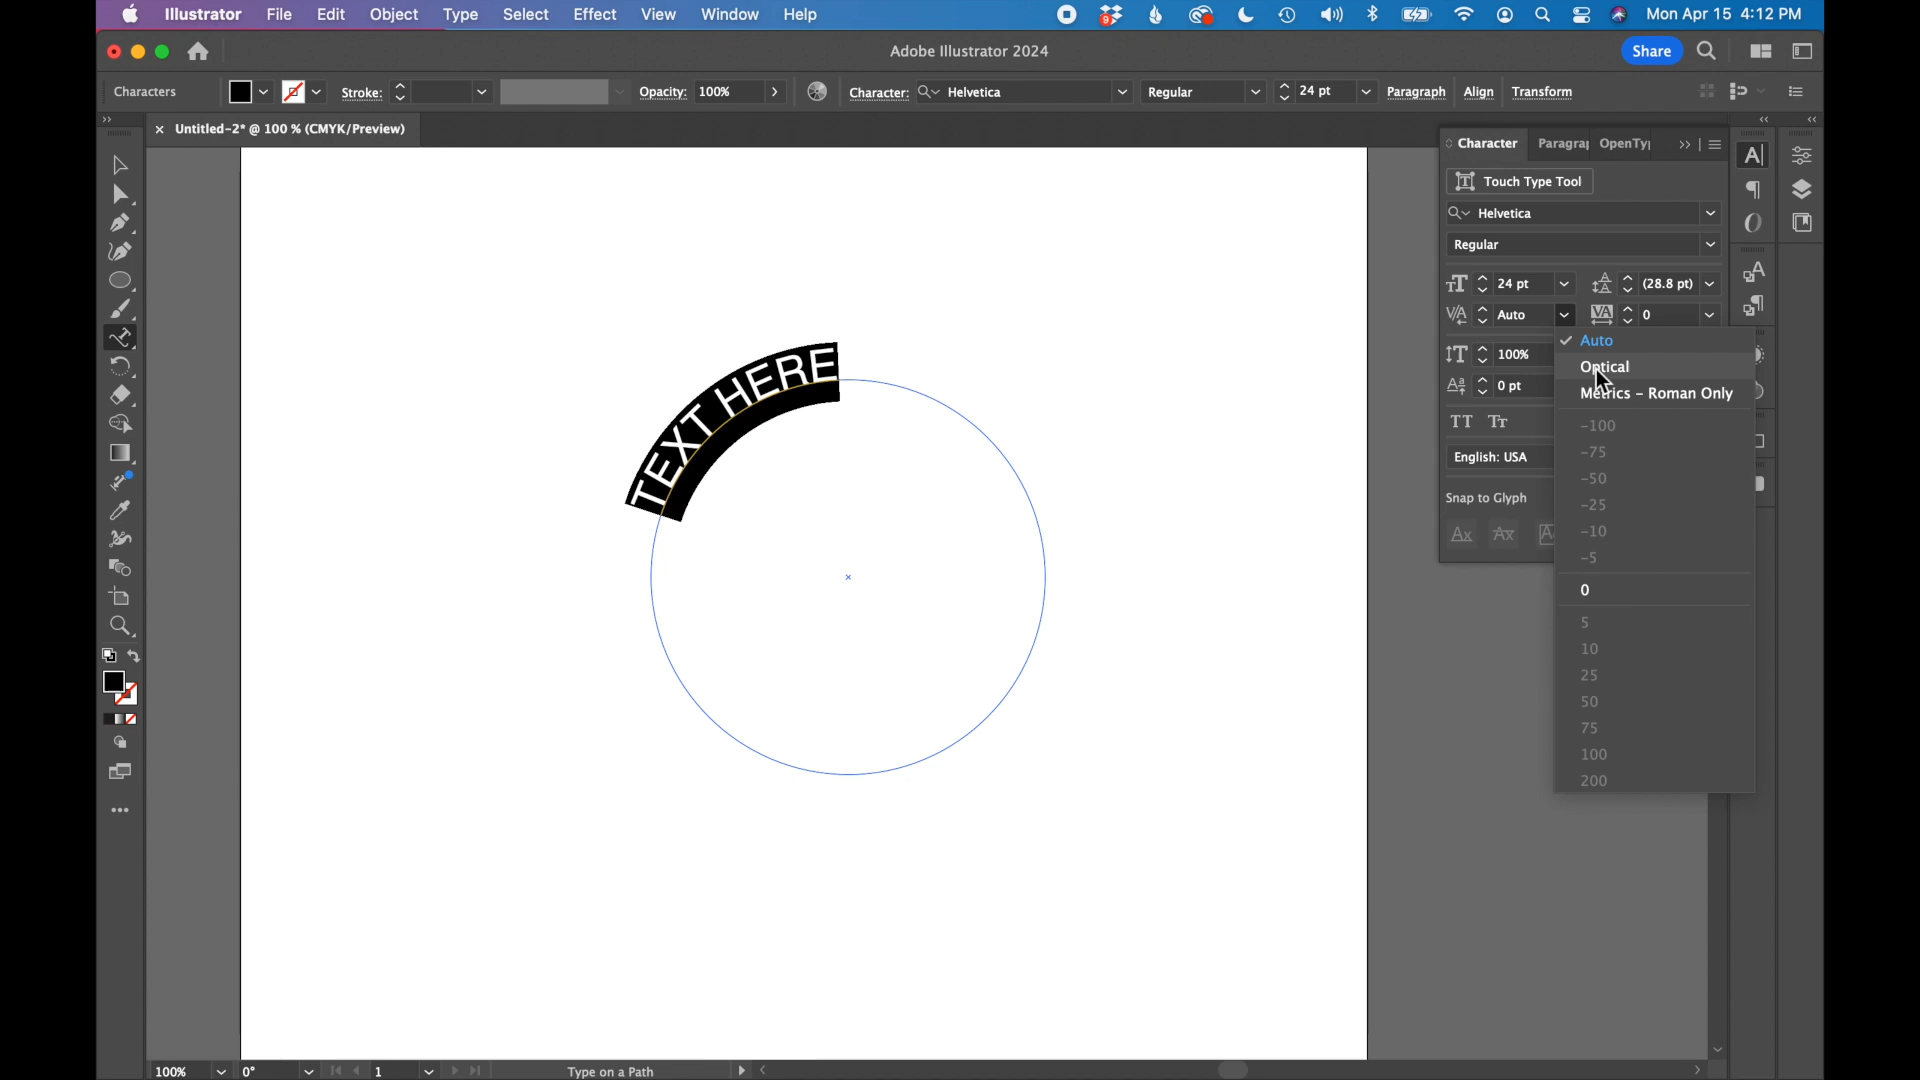 Illustrator File Edit Object Type Select Effect View Window Help
9
Mon Apr 15 4:12 PM
Adobe Illustrator 2024
Share
Characters
Stroke:
Opacity: 100%
Character: Helvetica
Regular
24 pt
Paragraph
Align
Transform
× Untitled-2* @ 100 % (CMYK/Preview)
Character
Paragrap
OpenTy
Touch Type Tool
Helvetica
Regular
24 pt
(28.8 pt)
Auto
0
100%
0 pt
TT Tr
English: USA
Snap to Glyph
Auto
Optical
Metrics - Roman Only
-100
-75
-50
-25
-10
-5
0
5
10
25
50
75
100
200
TEXT HERE
100%
0°
1
Type on a Path